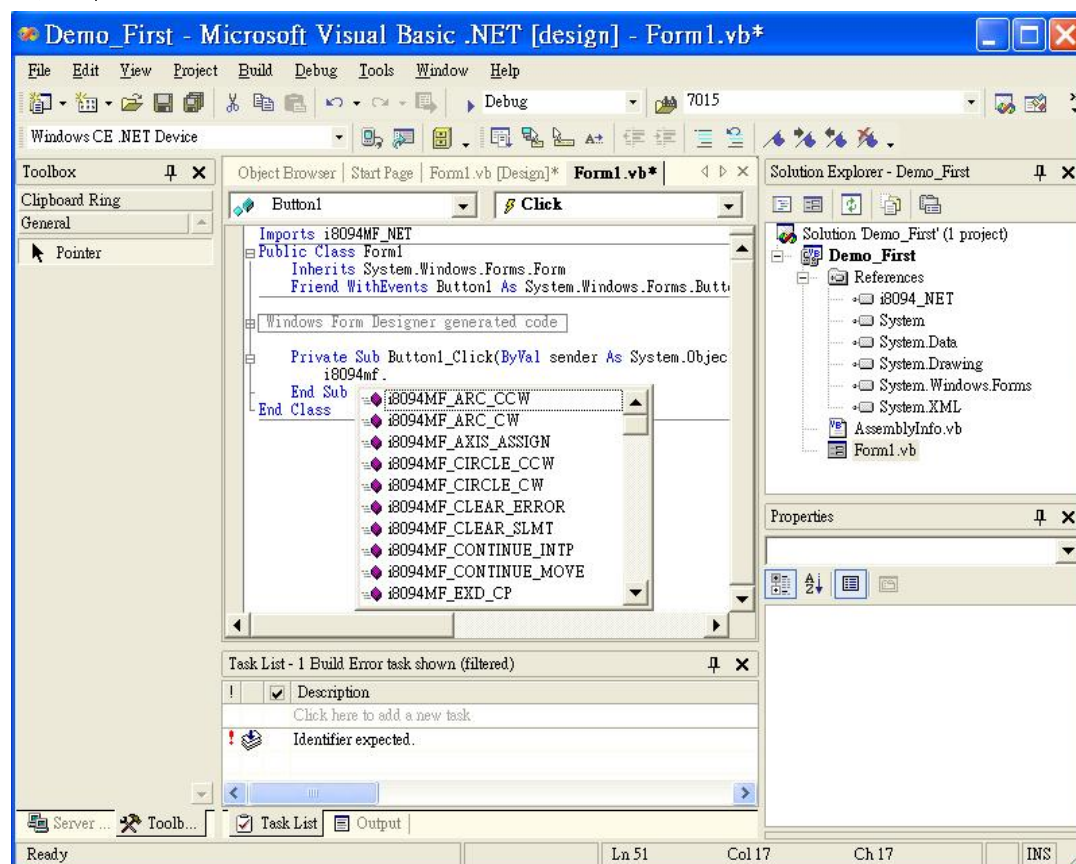 Demo_First - Microsoft Visual Basic .NET [design] - Form1.vb*
File Edit View Project Build Debug Tools Window Help
Debug 7015
Windows CE .NET Device
Toolbox
Clipboard Ring
General
Pointer
Object Browser Start Page Form1.vb [Design]* Form1.vb*
Button1 Click
Imports i8094MF_NET
Public Class Form1
Inherits System.Windows.Forms.Form
Friend WithEvents Button1 As System.Windows.Forms.Butt
Windows Form Designer generated code
Private Sub Button1_Click(ByVal sender As System.Objec
i8094mf.
End Sub
End Class
i8094MF_ARC_CCW
i8094MF_ARC_CW
i8094MF_AXIS_ASSIGN
i8094MF_CIRCLE_CCW
i8094MF_CIRCLE_CW
i8094MF_CLEAR_ERROR
i8094MF_CLEAR_SLMT
i8094MF_CONTINUE_INTP
i8094MF_CONTINUE_MOVE
i8094MF_EXD_CP
Solution Explorer - Demo_First
Solution 'Demo_First' (1 project)
Demo_First
References
i8094_NET
System
System.Data
System.Drawing
System.Windows.Forms
System.XML
AssemblyInfo.vb
Form1.vb
Properties
Task List - 1 Build Error task shown (filtered)
! Description
Click here to add a new task
! Identifier expected.
Server ... Toolb...
Task List Output
Ready Ln 51 Col 17 Ch 17 INS